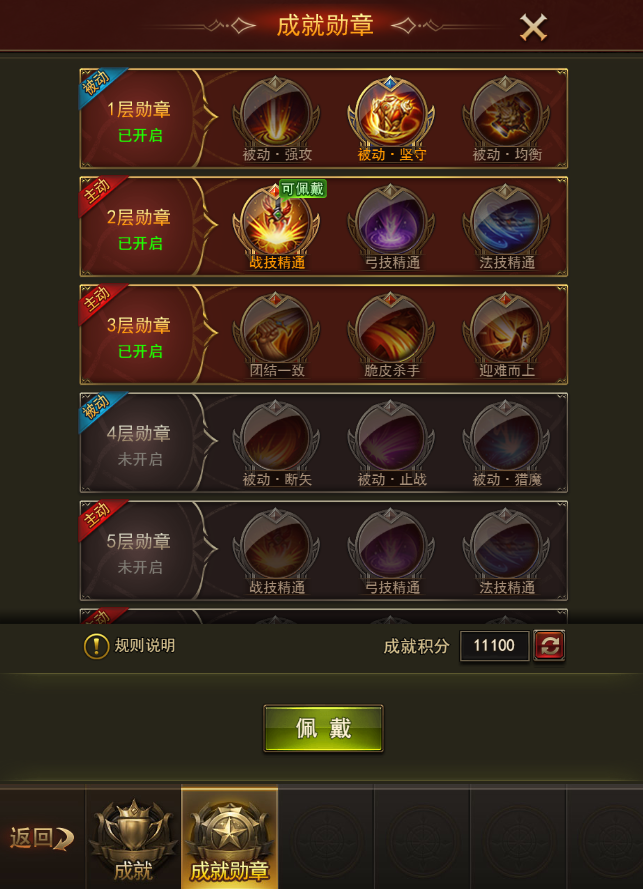 成就勋章
被动
1层勋章
已开启
被动·强攻
被动·坚守
被动·均衡
主动
2层勋章
已开启
可佩戴
战技精通
弓技精通
法技精通
主动
3层勋章
已开启
团结一致
脆皮杀手
迎难而上
被动
4层勋章
未开启
被动·断矢
被动·止战
被动·猎魔
主动
5层勋章
未开启
战技精通
弓技精通
法技精通
规则说明
成就积分 11100
佩戴
返回
成就
成就勋章